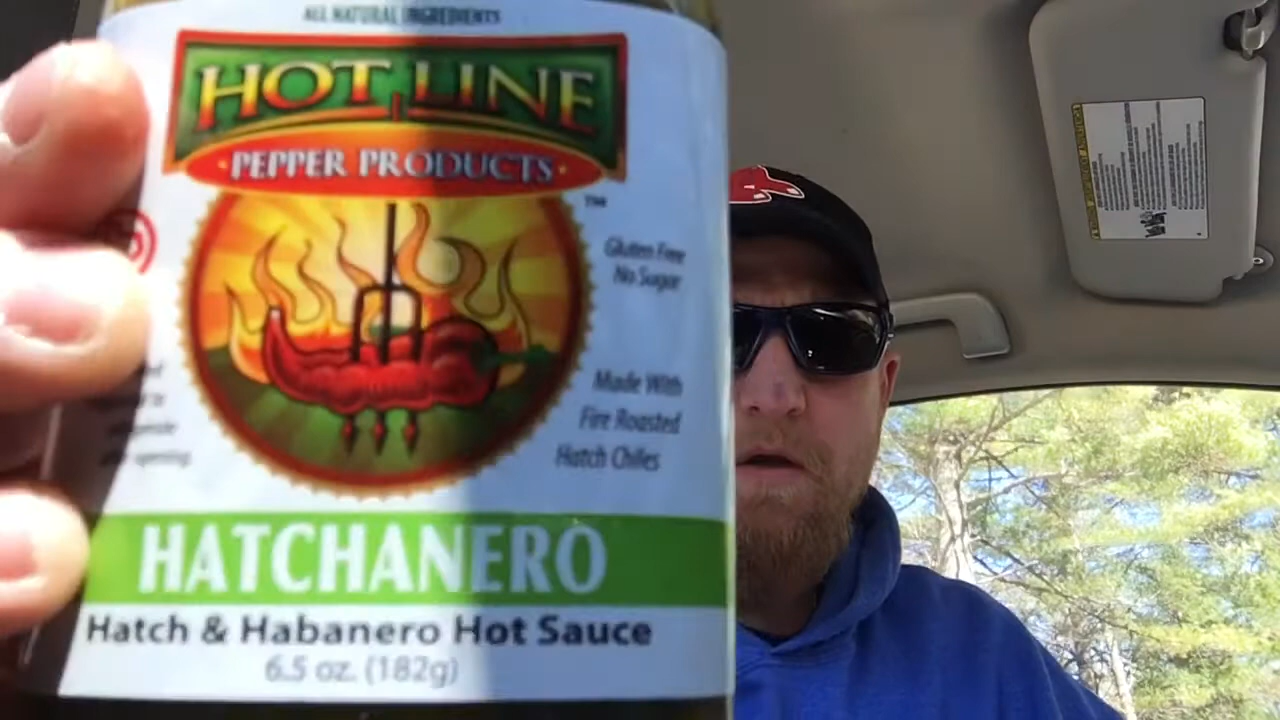 ALL NATURAL INGREDIENTS
HOT LINE
PEPPER PRODUCTS
TM
Gluten Free
No Sugar
Made With
Fire Roasted
Hatch Chiles
HATCHANERO
Hatch & Habanero Hot Sauce
6.5 oz. (182g)